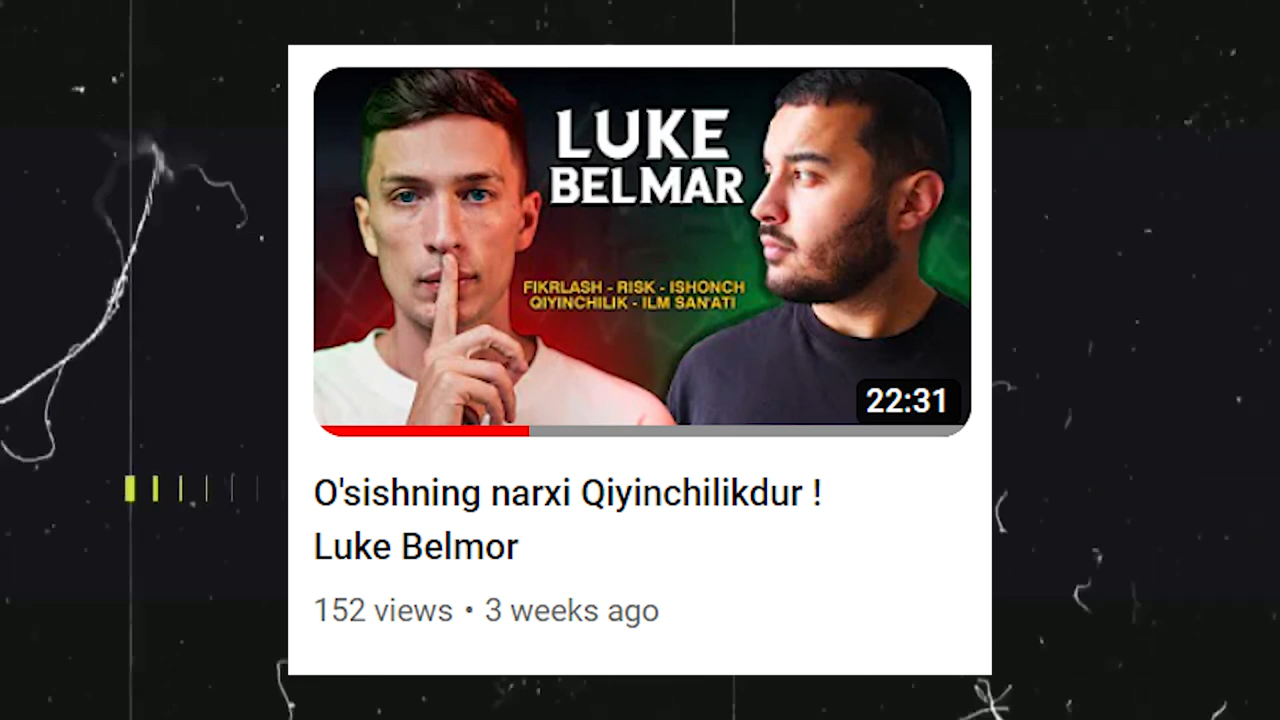 LUKE
BELMAR
FIKRLASH - RISK - ISHONCH
QIYINCHILIK - ILM SAN'ATI
22:31
O'sishning narxi Qiyinchilikdur !
Luke Belmor
152 views • 3 weeks ago